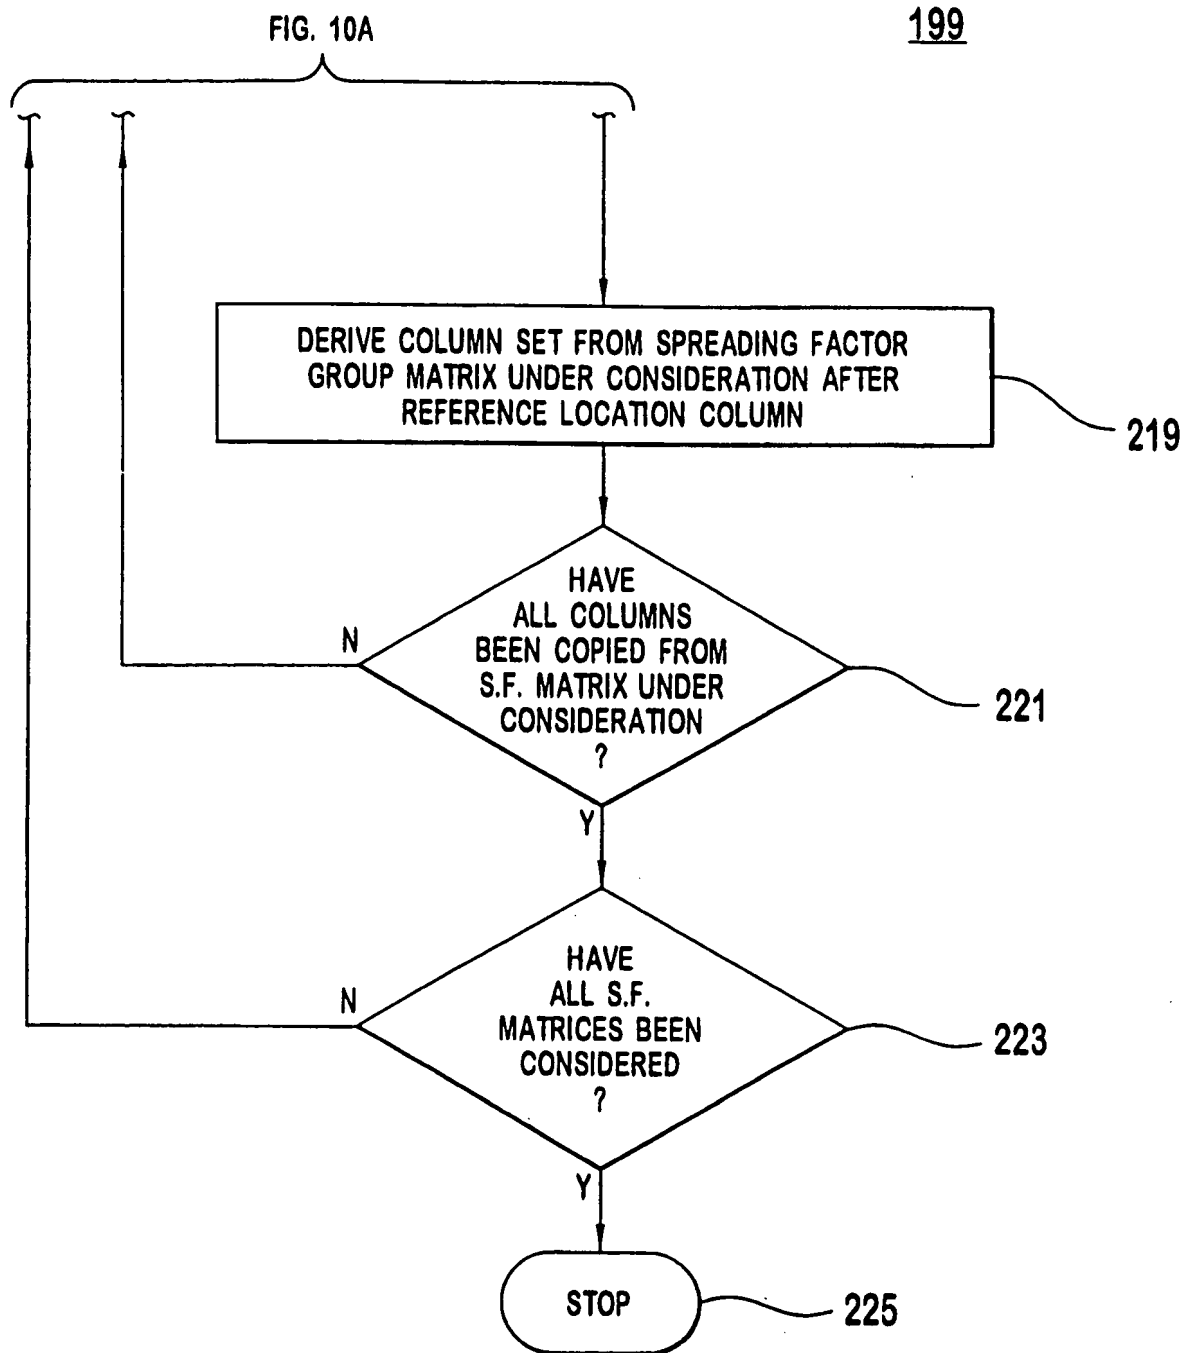 FIG. 10A
199
DERIVE COLUMN SET FROM SPREADING FACTOR
GROUP MATRIX UNDER CONSIDERATION AFTER
REFERENCE LOCATION COLUMN
219
HAVE
ALL COLUMNS
BEEN COPIED FROM
S.F. MATRIX UNDER
CONSIDERATION
?
N
221
Y
HAVE
ALL S.F.
MATRICES BEEN
CONSIDERED
?
N
223
Y
STOP
225